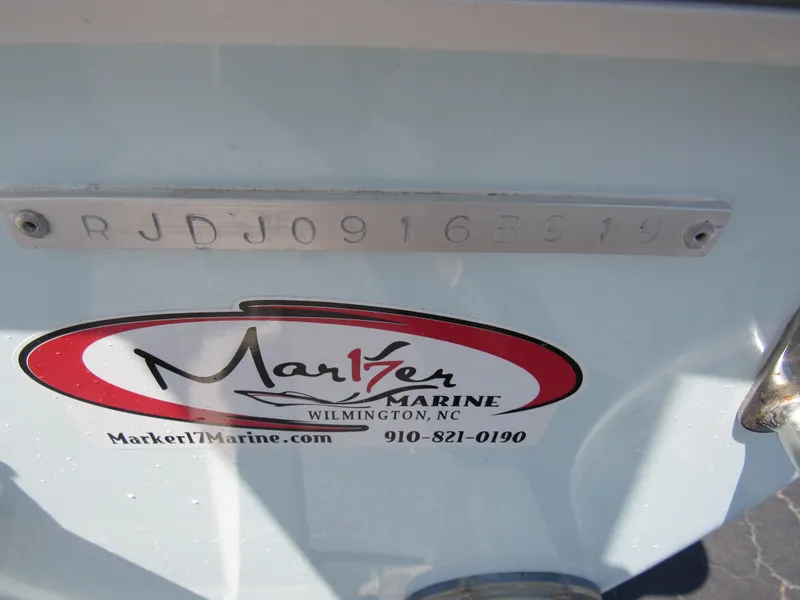 RJDJ0916B919
Mar17er
MARINE
WILMINGTON, NC
Marker17Marine.com 910-821-0190